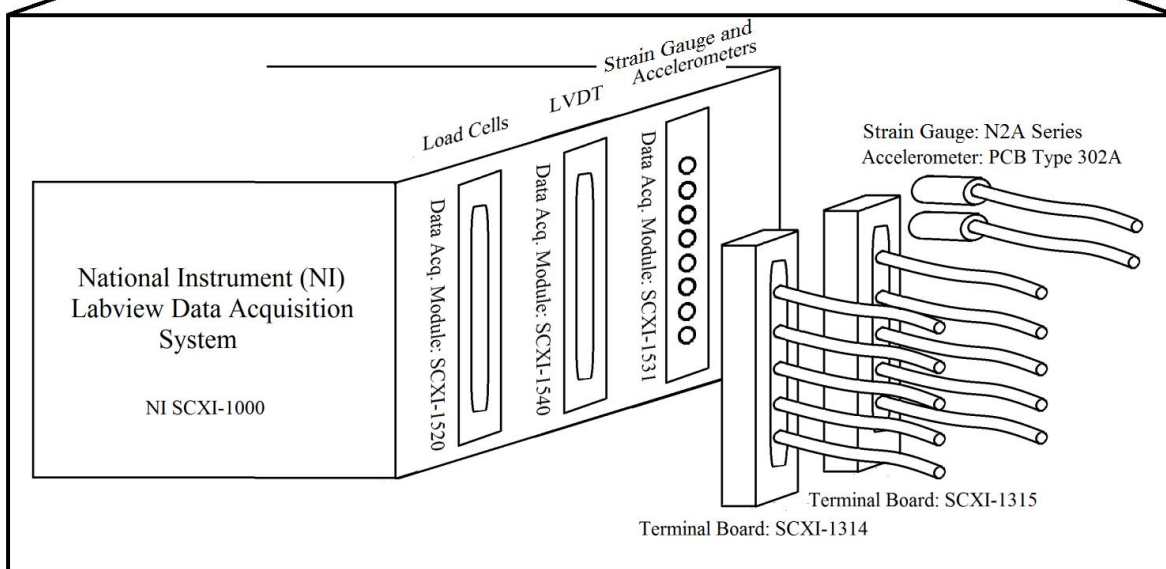 Strain Gauge and
Accelerometers
LVDT
Load Cells
Strain Gauge: N2A Series
Accelerometer: PCB Type 302A
National Instrument (NI)
Labview Data Acquisition
System
NI SCXI-1000
Data Acq. Module: SCXI-1520
Data Acq. Module: SCXI-1540
Data Acq. Module: SCXI-1531
Terminal Board: SCXI-1315
Terminal Board: SCXI-1314